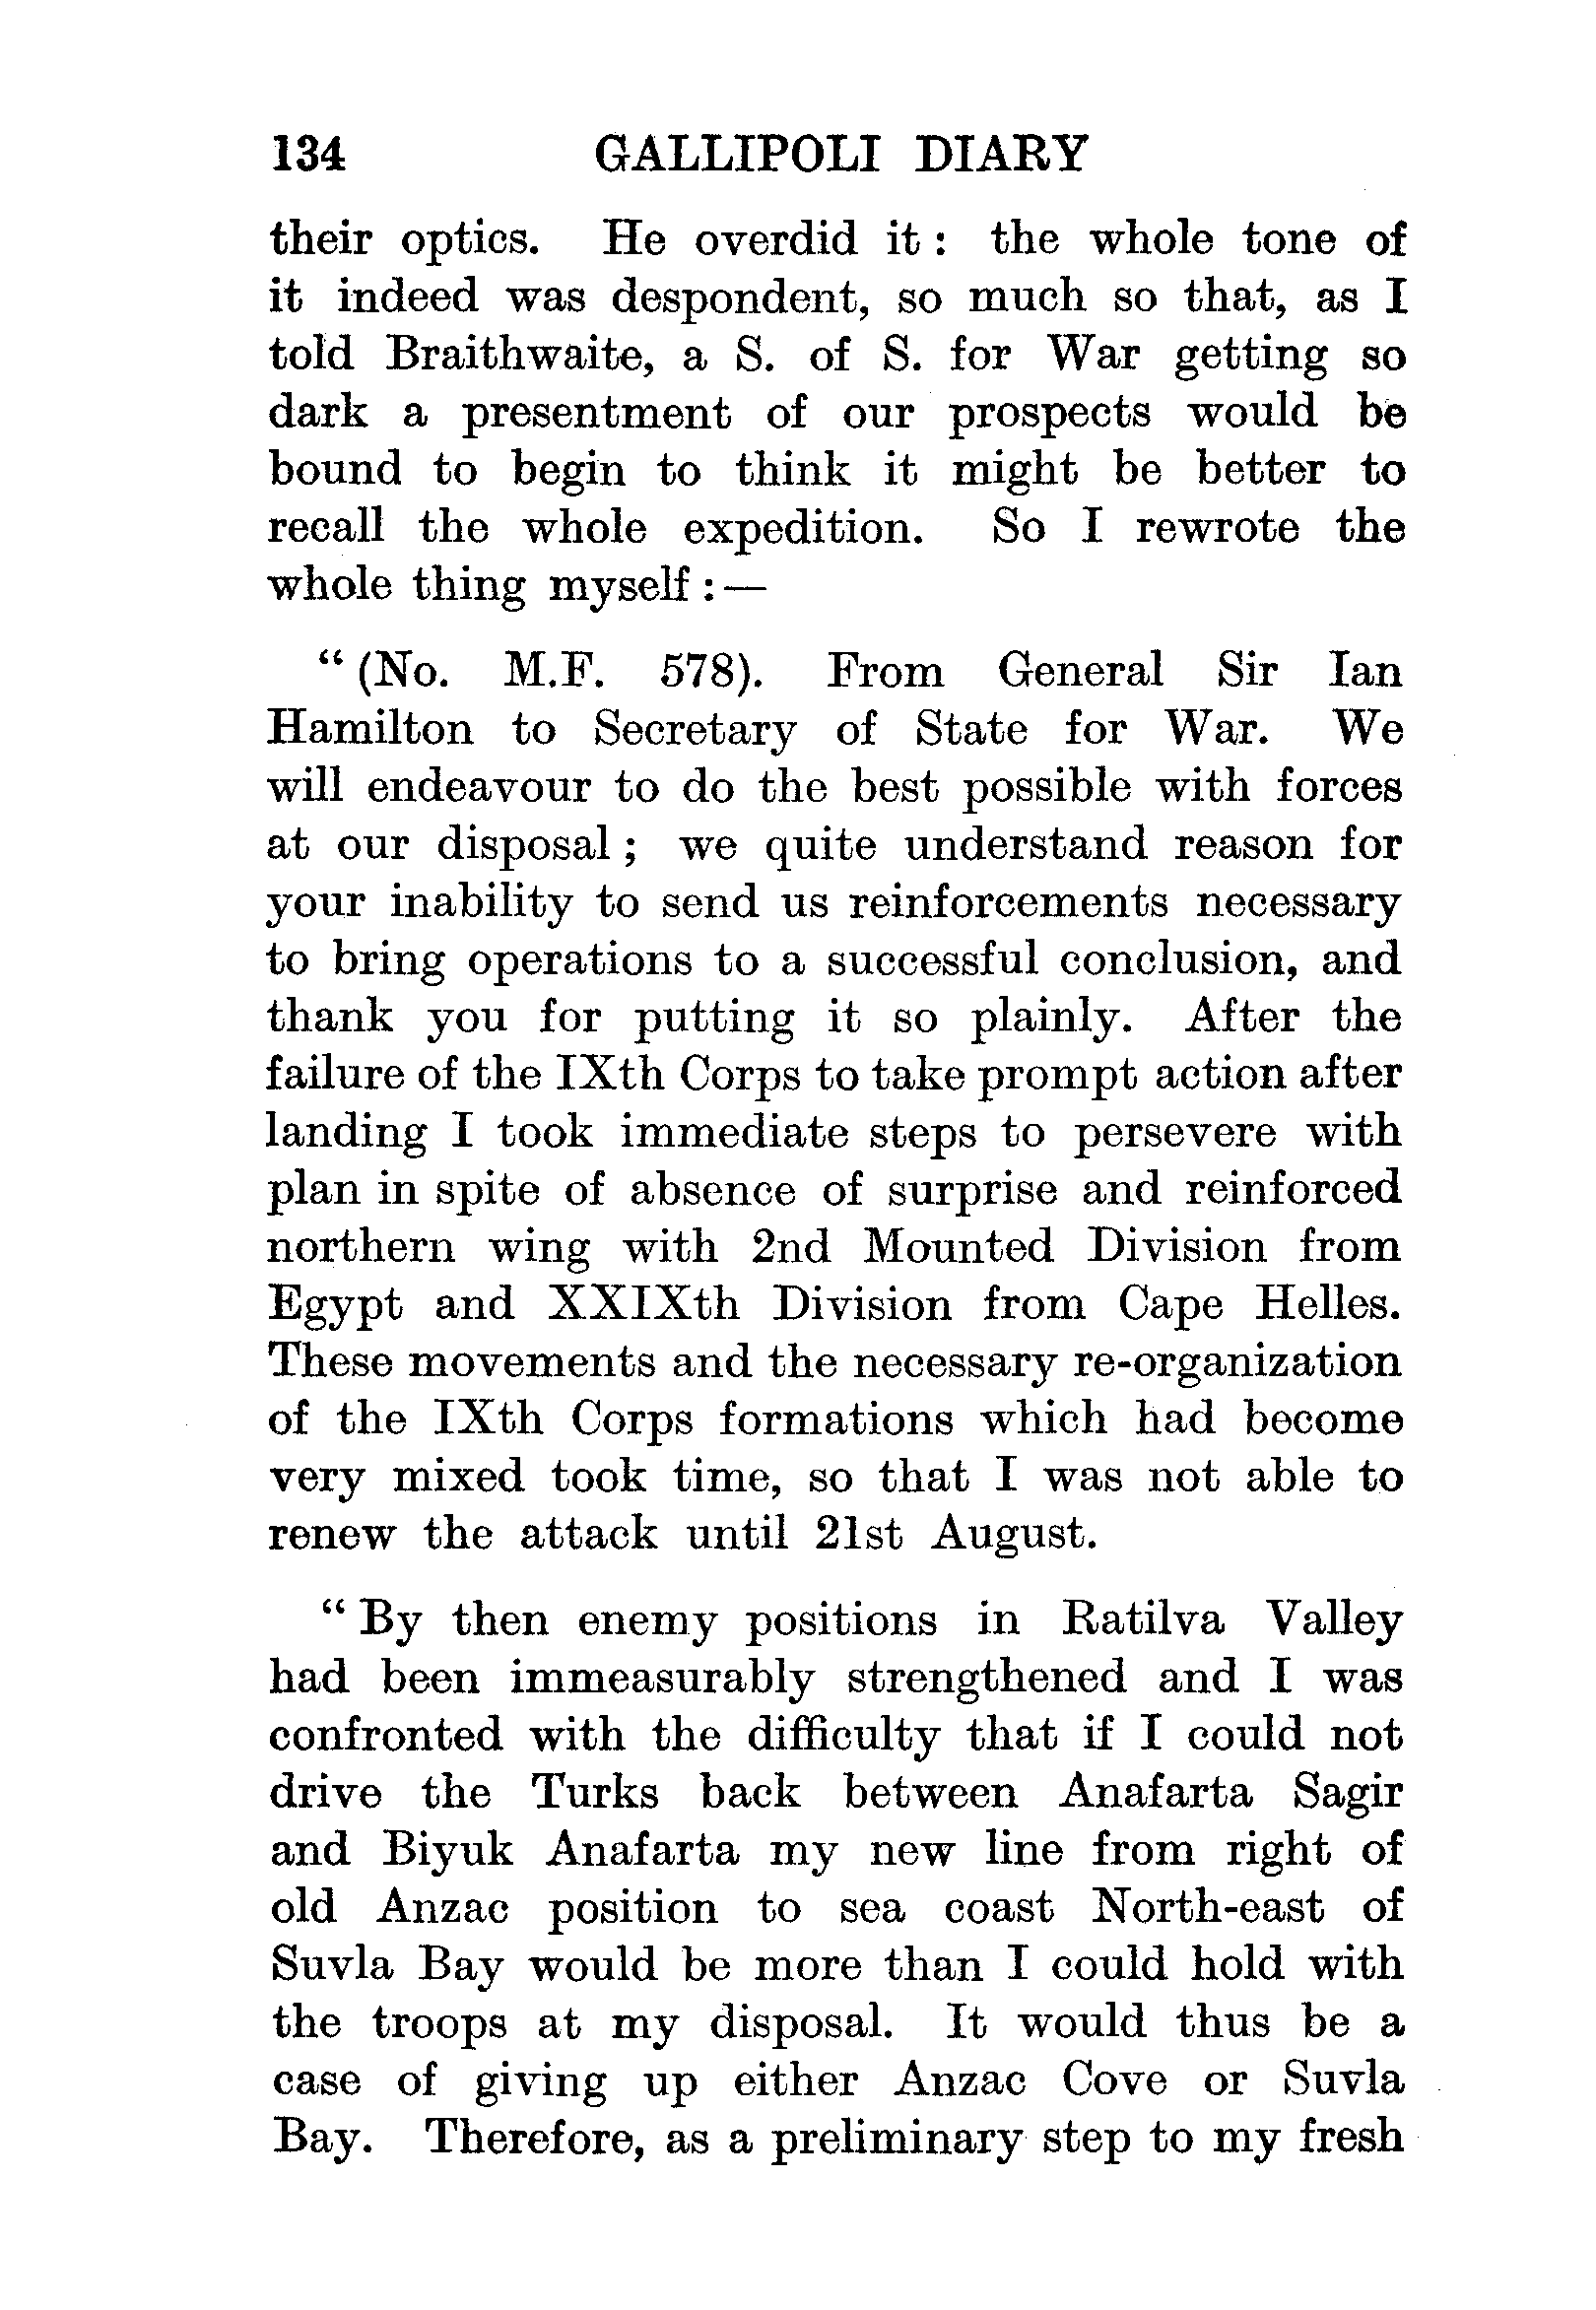 134 GALLIPOLI DIARY
their optics. He overdid it : the whole tone of
it indeed was despondent, so much so that, as I
told Braithwaite, a S. of S. for War getting so
dark a presentment of our prospects would be
bound to begin to think it might be better to
recall the whole expedition. So I rewrote the
whole thing myself :—
“ (No. M.F. 578). From General Sir Ian
Hamilton to Secretary of State for War. We
will endeavour to do the best possible with forces
at our disposal ; we quite understand reason for
your inability to send us reinforcements necessary
to bring operations to a successful conclusion, and
thank you for putting it so plainly. After the
failure of the IXth Corps to take prompt action after
landing I took immediate steps to persevere with
plan in spite of absence of surprise and reinforced
northern wing with 2nd Mounted Division from
Egypt and XXIXth Division from Cape Helles.
These movements and the necessary re-organization
of the IXth Corps formations which had become
very mixed took time, so that I was not able to
renew the attack until 21st August.
“ By then enemy positions in Ratilva Valley
had been immeasurably strengthened and I was
confronted with the difficulty that if I could not
drive the Turks back between Anafarta Sagir
and Biyuk Anafarta my new line from right of
old Anzac position to sea coast North-east of
Suvla Bay would be more than I could hold with
the troops at my disposal. It would thus be a
case of giving up either Anzac Cove or Suvla
Bay. Therefore, as a preliminary step to my fresh